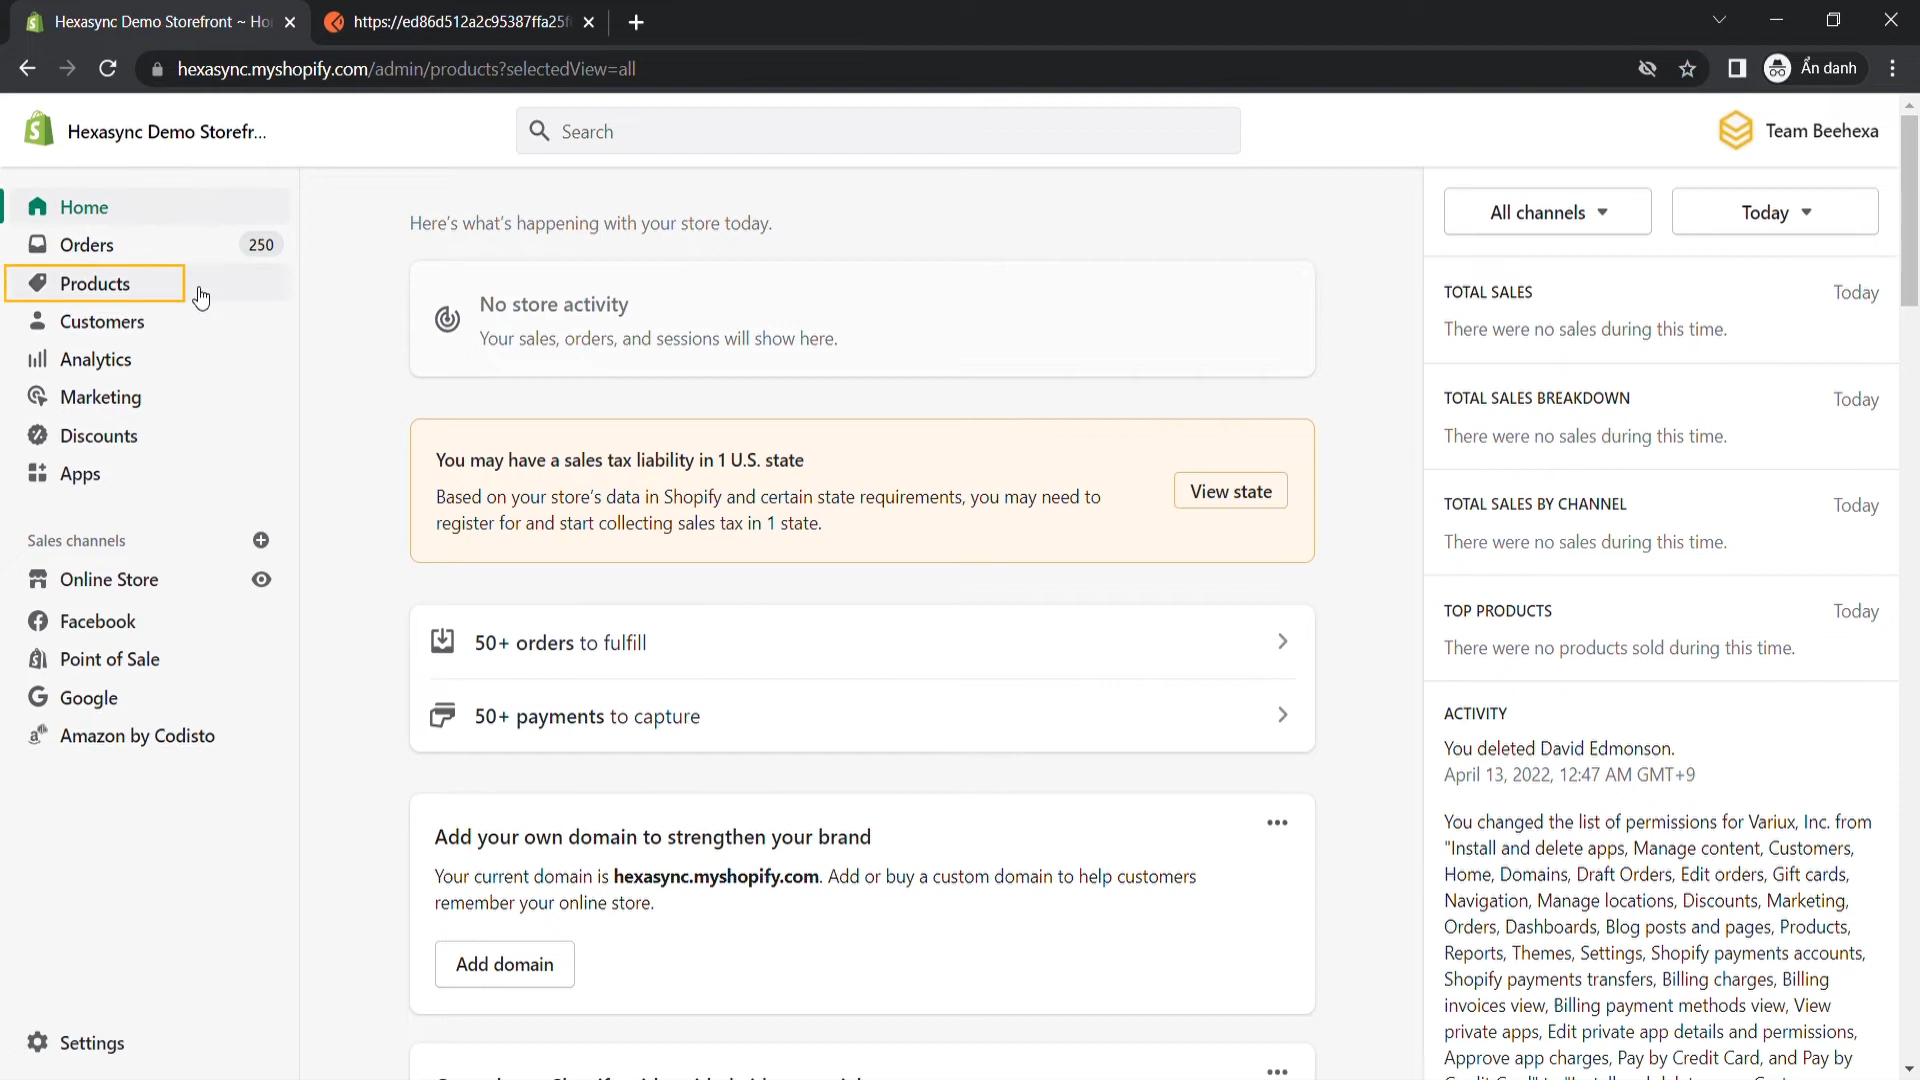 Hexasync Demo Storefront ~ Ho
https://ed86d512a2c95387ffa25f
hexasync.myshopify.com/admin/products?selectedView=all
Ẩn danh
Hexasync Demo Storefr...
Search
Team Beehexa
Home
Orders
250
Products
Customers
Analytics
Marketing
Discounts
Apps
Sales channels
Online Store
Facebook
Point of Sale
Google
Amazon by Codisto
Settings
Here's what's happening with your store today.
No store activity
Your sales, orders, and sessions will show here.
You may have a sales tax liability in 1 U.S. state
Based on your store's data in Shopify and certain state requirements, you may need to
register for and start collecting sales tax in 1 state.
View state
50+ orders to fulfill
50+ payments to capture
Add your own domain to strengthen your brand
Your current domain is hexasync.myshopify.com. Add or buy a custom domain to help customers
remember your online store.
Add domain
All channels
Today
TOTAL SALES
Today
There were no sales during this time.
TOTAL SALES BREAKDOWN
Today
There were no sales during this time.
TOTAL SALES BY CHANNEL
Today
There were no sales during this time.
TOP PRODUCTS
Today
There were no products sold during this time.
ACTIVITY
You deleted David Edmonson.
April 13, 2022, 12:47 AM GMT+9
You changed the list of permissions for Variux, Inc. from
"Install and delete apps, Manage content, Customers,
Home, Domains, Draft Orders, Edit orders, Gift cards,
Navigation, Manage locations, Discounts, Marketing,
Orders, Dashboards, Blog posts and pages, Products,
Reports, Themes, Settings, Shopify payments accounts,
Shopify payments transfers, Billing charges, Billing
invoices view, Billing payment methods view, View
private apps, Edit private app details and permissions,
Approve app charges, Pay by Credit Card, and Pay by